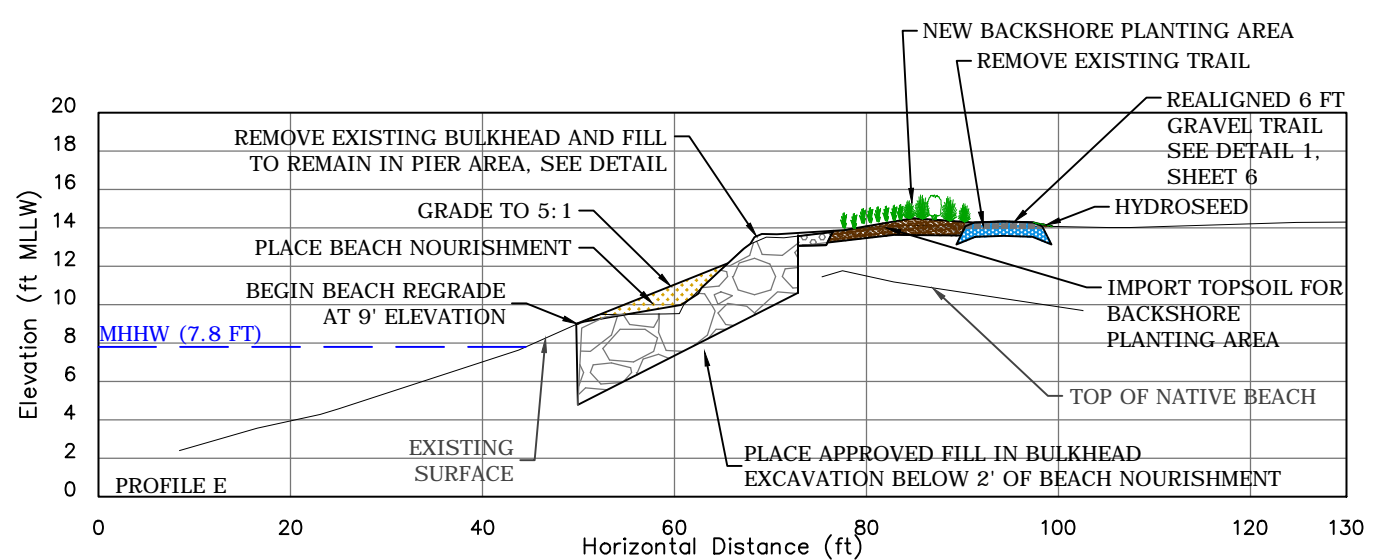 NEW BACKSHORE PLANTING AREA
REMOVE EXISTING TRAIL
REALIGNED 6 FT
GRAVEL TRAIL
SEE DETAIL 1,
SHEET 6
REMOVE EXISTING BULKHEAD AND FILL
TO REMAIN IN PIER AREA, SEE DETAIL
HYDROSEED
GRADE TO 5:1
PLACE BEACH NOURISHMENT
BEGIN BEACH REGRADE
AT 9' ELEVATION
IMPORT TOPSOIL FOR
BACKSHORE
PLANTING AREA
MHHW (7.8 FT)
TOP OF NATIVE BEACH
EXISTING
SURFACE
PLACE APPROVED FILL IN BULKHEAD
EXCAVATION BELOW 2' OF BEACH NOURISHMENT
PROFILE E
Elevation (ft MLLW)
20
18
16
14
12
10
8
6
4
2
0
0
20
40
60
80
100
120
130
Horizontal Distance (ft)